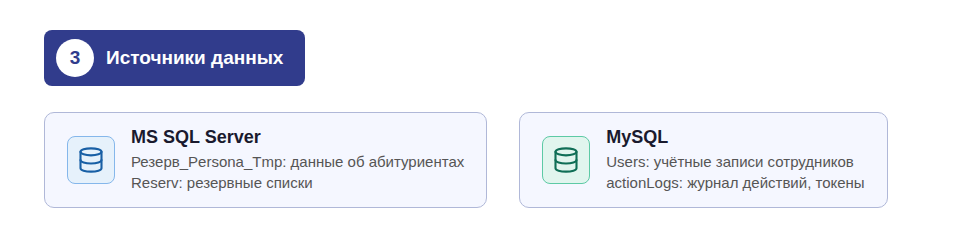 3 Источники данных
MS SQL Server
Резерв_Persona_Tmp: данные об абитуриентах
Reserv: резервные списки
MySQL
Users: учётные записи сотрудников
actionLogs: журнал действий, токены